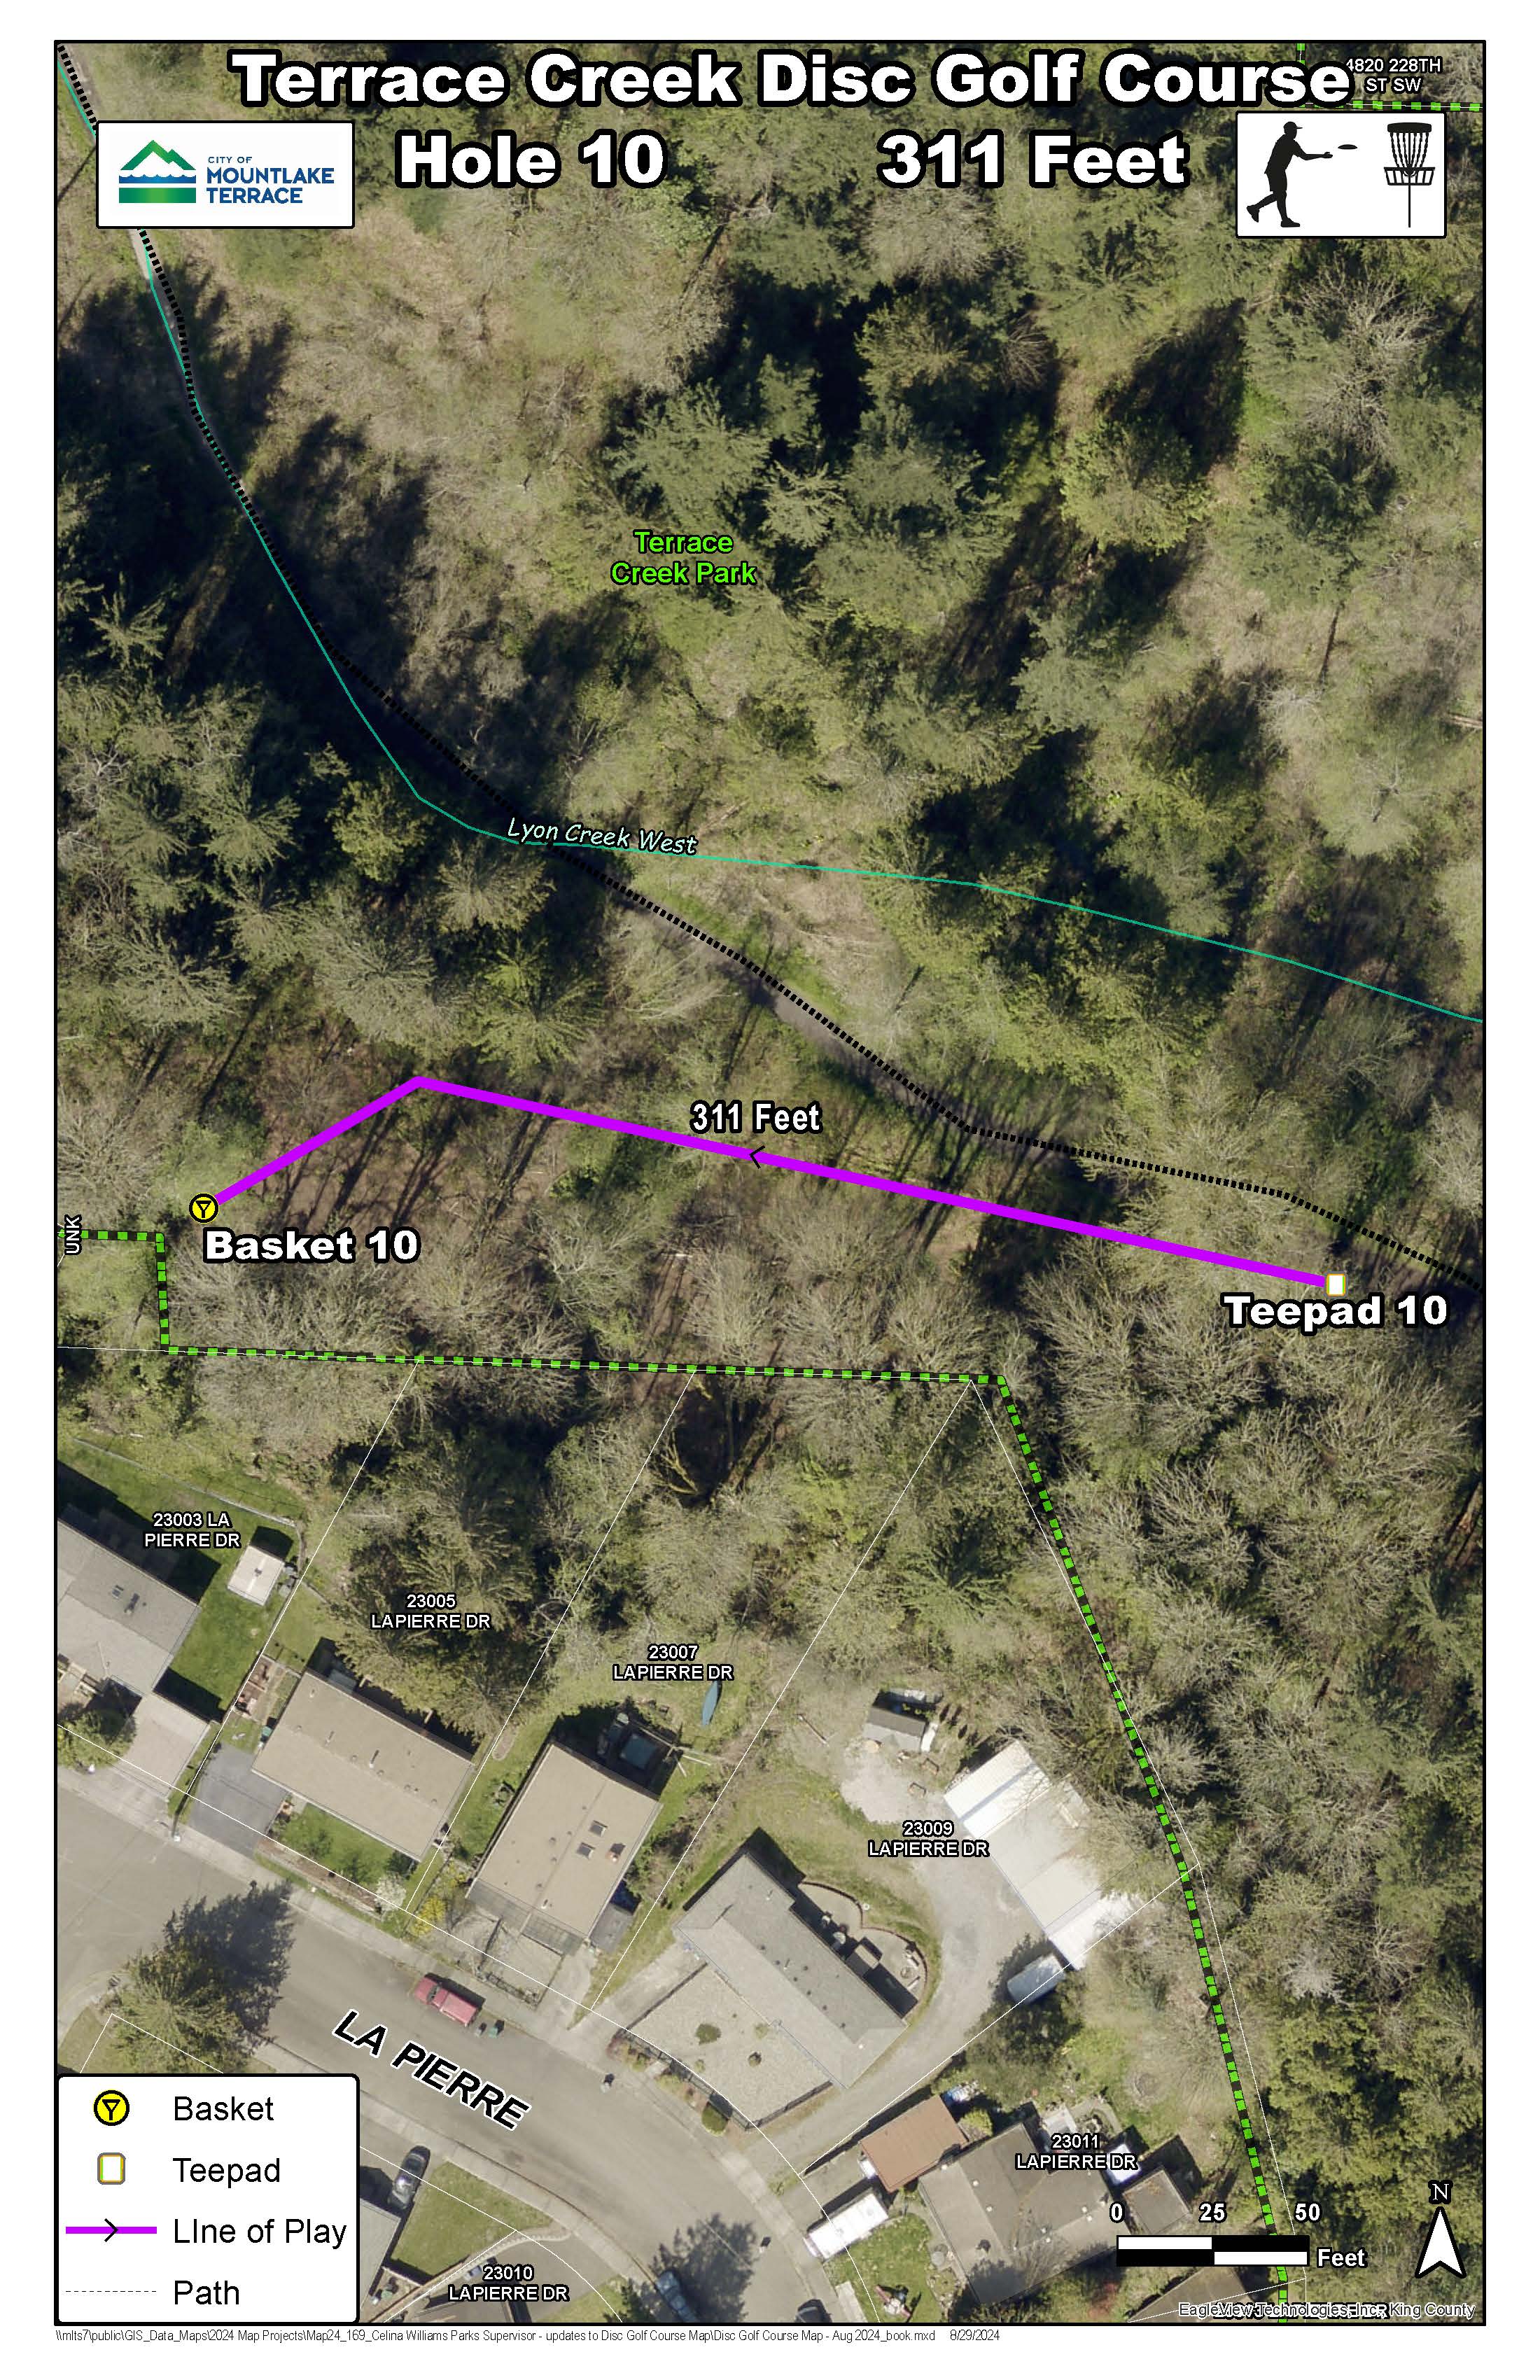 Terrace Creek Disc Golf Course
4820 228TH
ST SW
CITY OF
MOUNTLAKE
TERRACE
Hole 10
311 Feet
Terrace
Creek Park
Lyon Creek West
311 Feet
UNK
Basket 10
Teepad 10
23003 LA
PIERRE DR
23005
LAPIERRE DR
23007
LAPIERRE DR
23009
LAPIERRE DR
LA PIERRE
23011
LAPIERRE DR
23010
LAPIERRE DR
Basket
Teepad
LIne of Play
Path
0 25 50
Feet
N
EagleView Technologies, Inc., King County
\\mlts7\public\GIS_Data_Maps\2024 Map Projects\Map24_169_Celina Williams Parks Supervisor - updates to Disc Golf Course Map\Disc Golf Course Map - Aug 2024_book.mxd 8/29/2024